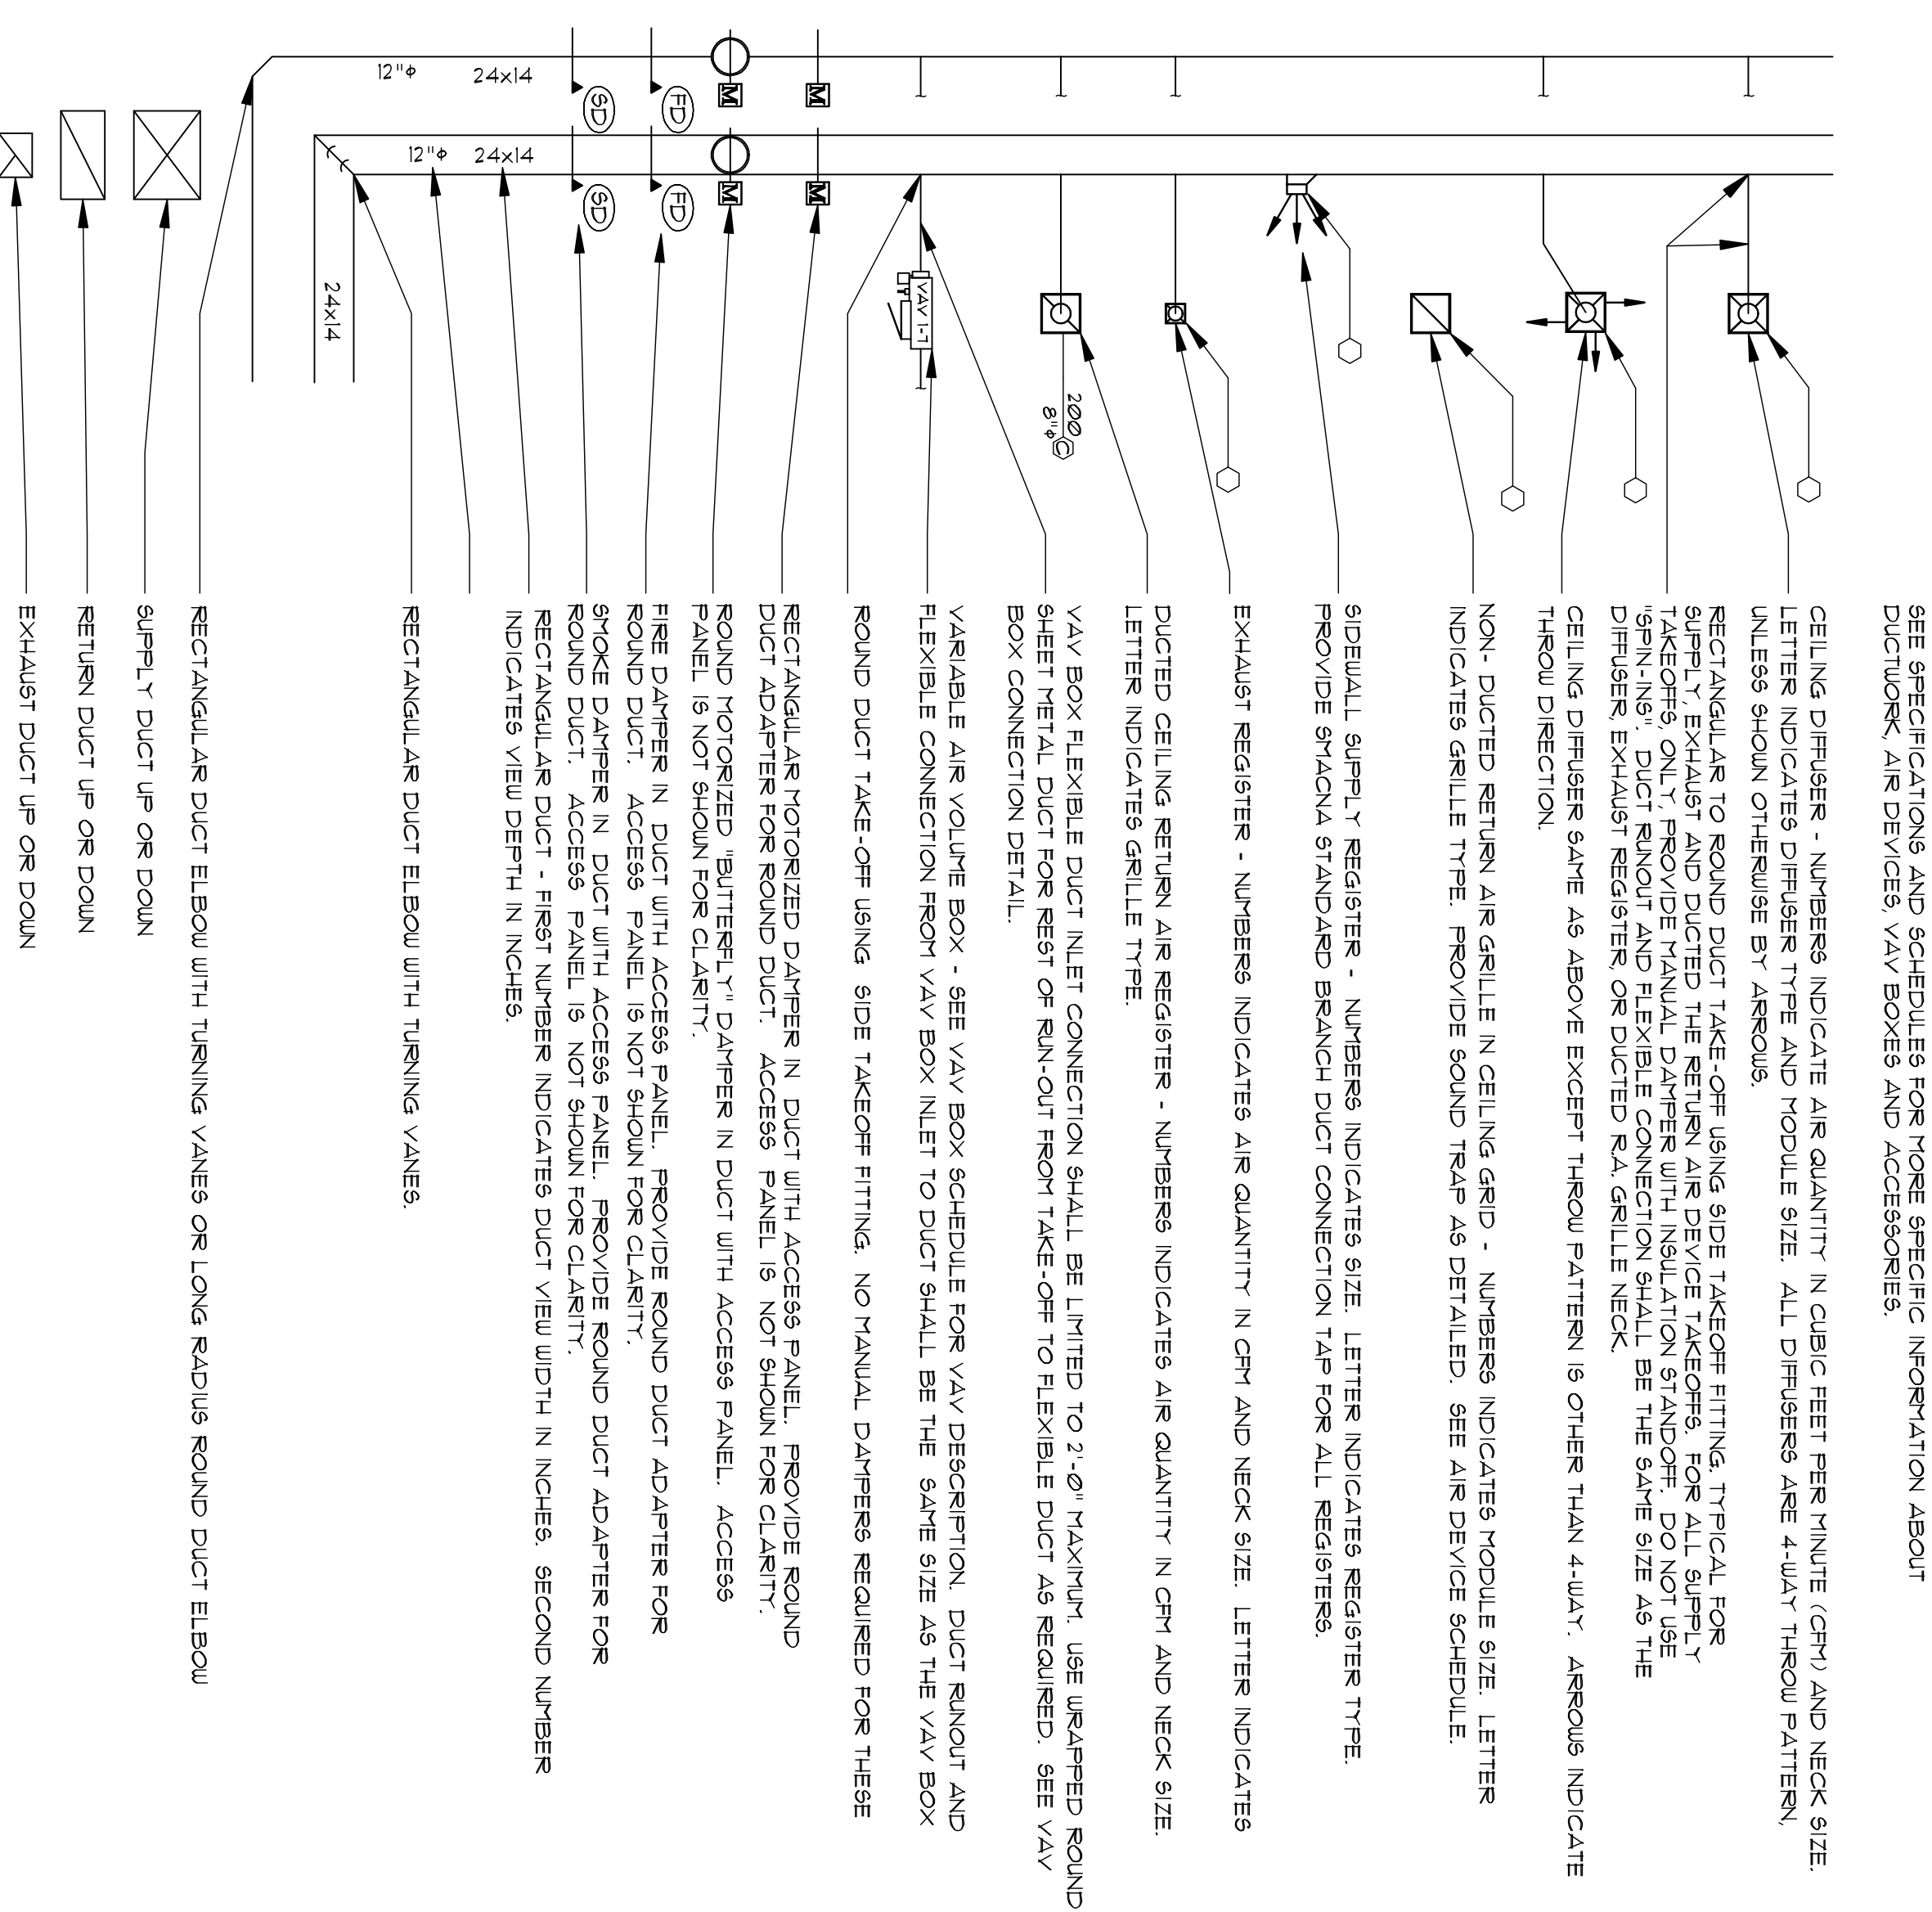 SEE SPECIFICATIONS AND SCHEDULES FOR MORE SPECIFIC INFORMATION ABOUT
DUCTWORK, AIR DEVICES, VAV BOXES AND ACCESSORIES.
CEILING DIFFUSER - NUMBERS INDICATE AIR QUANTITY IN CUBIC FEET PER MINUTE (CFM) AND NECK SIZE.
LETTER INDICATES DIFFUSER TYPE AND MODULE SIZE. ALL DIFFUSERS ARE 4-WAY THROW PATTERN,
UNLESS SHOWN OTHERWISE BY ARROWS.
RECTANGULAR TO ROUND DUCT TAKE-OFF USING SIDE TAKEOFF FITTING, TYPICAL FOR
SUPPLY, EXHAUST AND DUCTED THE RETURN AIR DEVICE TAKEOFFS. FOR ALL SUPPLY
TAKEOFFS, ONLY, PROVIDE MANUAL DAMPER WITH INSULATION STANDOFF. DO NOT USE
"SPIN-INS". DUCT RUNOUT AND FLEXIBLE CONNECTION SHALL BE THE SAME SIZE AS THE
DIFFUSER, EXHAUST REGISTER, OR DUCTED R.A. GRILLE NECK.
CEILING DIFFUSER SAME AS ABOVE EXCEPT THROW PATTERN IS OTHER THAN 4-WAY. ARROWS INDICATE
THROW DIRECTION.
NON- DUCTED RETURN AIR GRILLE IN CEILING GRID - NUMBERS INDICATES MODULE SIZE. LETTER
INDICATES GRILLE TYPE. PROVIDE SOUND TRAP AS DETAILED. SEE AIR DEVICE SCHEDULE.
SIDEWALL SUPPLY REGISTER - NUMBERS INDICATES SIZE. LETTER INDICATES REGISTER TYPE.
PROVIDE SMACNA STANDARD BRANCH DUCT CONNECTION TAP FOR ALL REGISTERS.
EXHAUST REGISTER - NUMBERS INDICATES AIR QUANTITY IN CFM AND NECK SIZE. LETTER INDICATES
DUCTED CEILING RETURN AIR REGISTER - NUMBERS INDICATES AIR QUANTITY IN CFM AND NECK SIZE.
LETTER INDICATES GRILLE TYPE.
200
8"φ
C
VAV BOX FLEXIBLE DUCT INLET CONNECTION SHALL BE LIMITED TO 2'-0" MAXIMUM. USE WRAPPED ROUND
SHEET METAL DUCT FOR REST OF RUN-OUT FROM TAKE-OFF TO FLEXIBLE DUCT AS REQUIRED. SEE VAV
BOX CONNECTION DETAIL.
VAV 1-7
VARIABLE AIR VOLUME BOX - SEE VAV BOX SCHEDULE FOR VAV DESCRIPTION. DUCT RUNOUT AND
FLEXIBLE CONNECTION FROM VAV BOX INLET TO DUCT SHALL BE THE SAME SIZE AS THE VAV BOX
ROUND DUCT TAKE-OFF USING SIDE TAKEOFF FITTING. NO MANUAL DAMPERS REQUIRED FOR THESE
M
M
RECTANGULAR MOTORIZED DAMPER IN DUCT WITH ACCESS PANEL. PROVIDE ROUND
DUCT ADAPTER FOR ROUND DUCT. ACCESS PANEL IS NOT SHOWN FOR CLARITY.
M
M
ROUND MOTORIZED "BUTTERFLY" DAMPER IN DUCT WITH ACCESS PANEL. ACCESS
PANEL IS NOT SHOWN FOR CLARITY.
FD
FD
FIRE DAMPER IN DUCT WITH ACCESS PANEL. PROVIDE ROUND DUCT ADAPTER FOR
ROUND DUCT. ACCESS PANEL IS NOT SHOWN FOR CLARITY.
SD
SD
SMOKE DAMPER IN DUCT WITH ACCESS PANEL. PROVIDE ROUND DUCT ADAPTER FOR
ROUND DUCT. ACCESS PANEL IS NOT SHOWN FOR CLARITY.
24x14
24x14
RECTANGULAR DUCT - FIRST NUMBER INDICATES DUCT VIEW WIDTH IN INCHES. SECOND NUMBER
INDICATES VIEW DEPTH IN INCHES.
12"φ
12"φ
RECTANGULAR DUCT ELBOW WITH TURNING VANES.
24x14
RECTANGULAR DUCT ELBOW WITH TURNING VANES OR LONG RADIUS ROUND DUCT ELBOW
SUPPLY DUCT UP OR DOWN
RETURN DUCT UP OR DOWN
EXHAUST DUCT UP OR DOWN